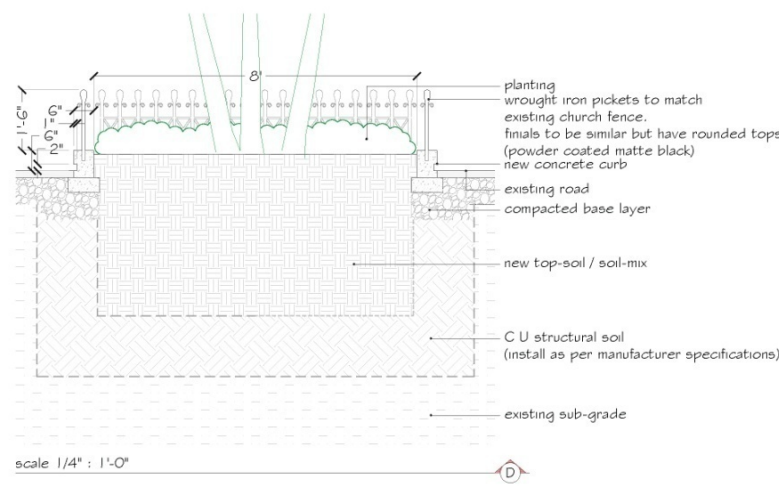 8'
6"
1"
6"
2"
1'-6"
planting
wrought iron pickets to match
existing church fence.
finials to be similar but have rounded tops
(powder coated matte black)
new concrete curb
existing road
compacted base layer
new top-soil / soil-mix
C U structural soil
(install as per manufacturer specifications)
existing sub-grade
scale 1/4" : 1'-0"
D